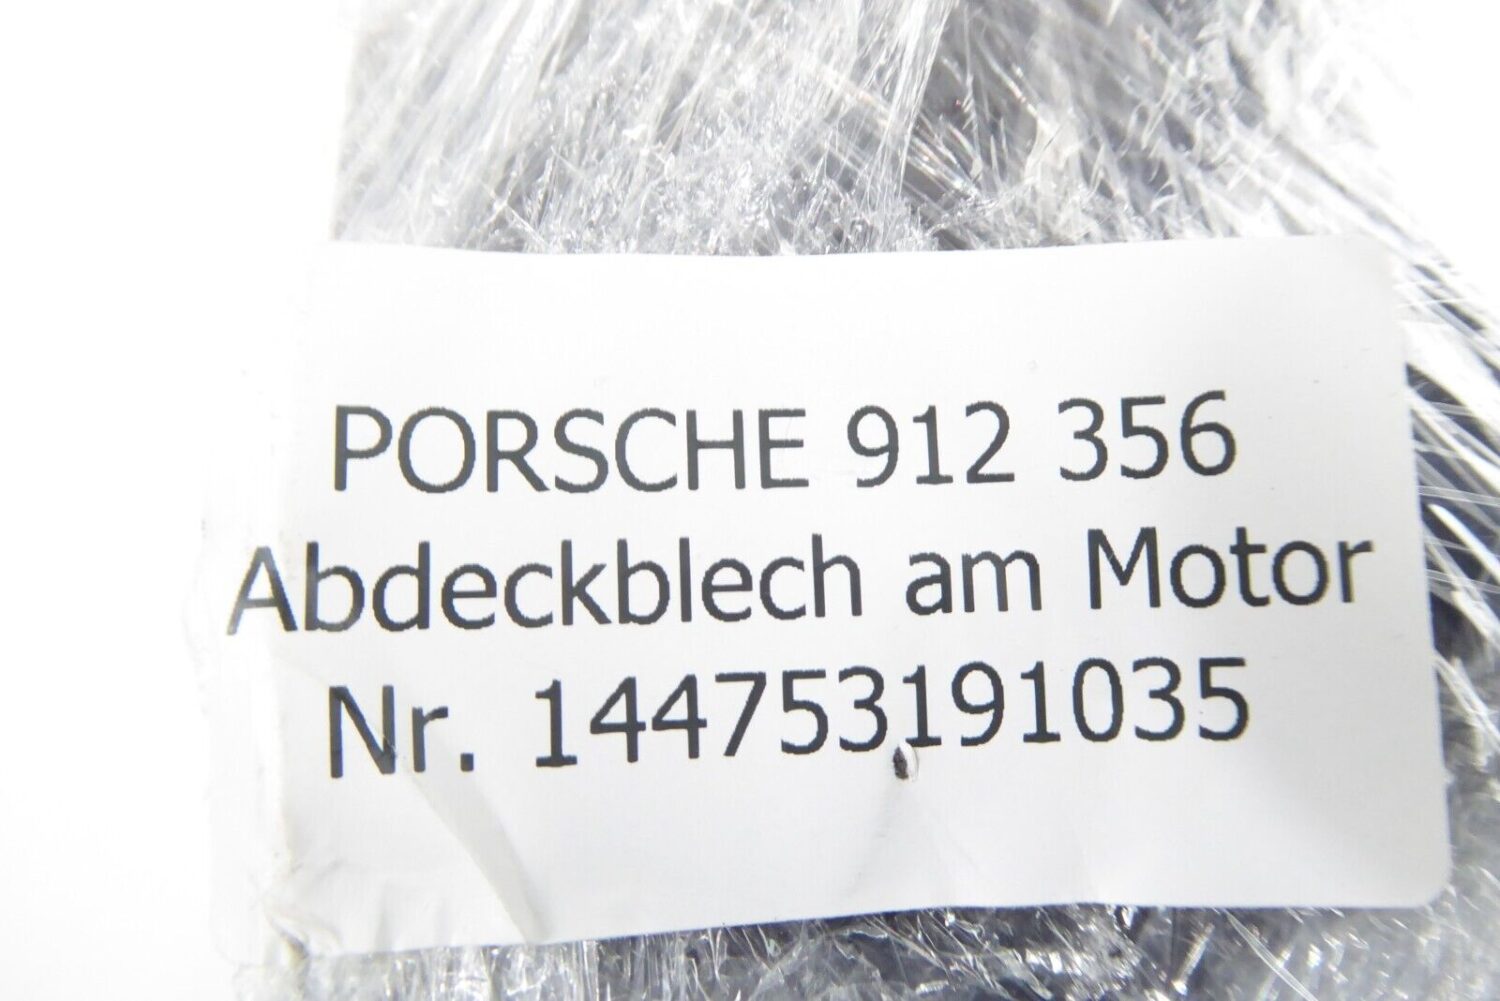 PORSCHE 912 356
Abdeckblech am Motor
Nr. 144753191035